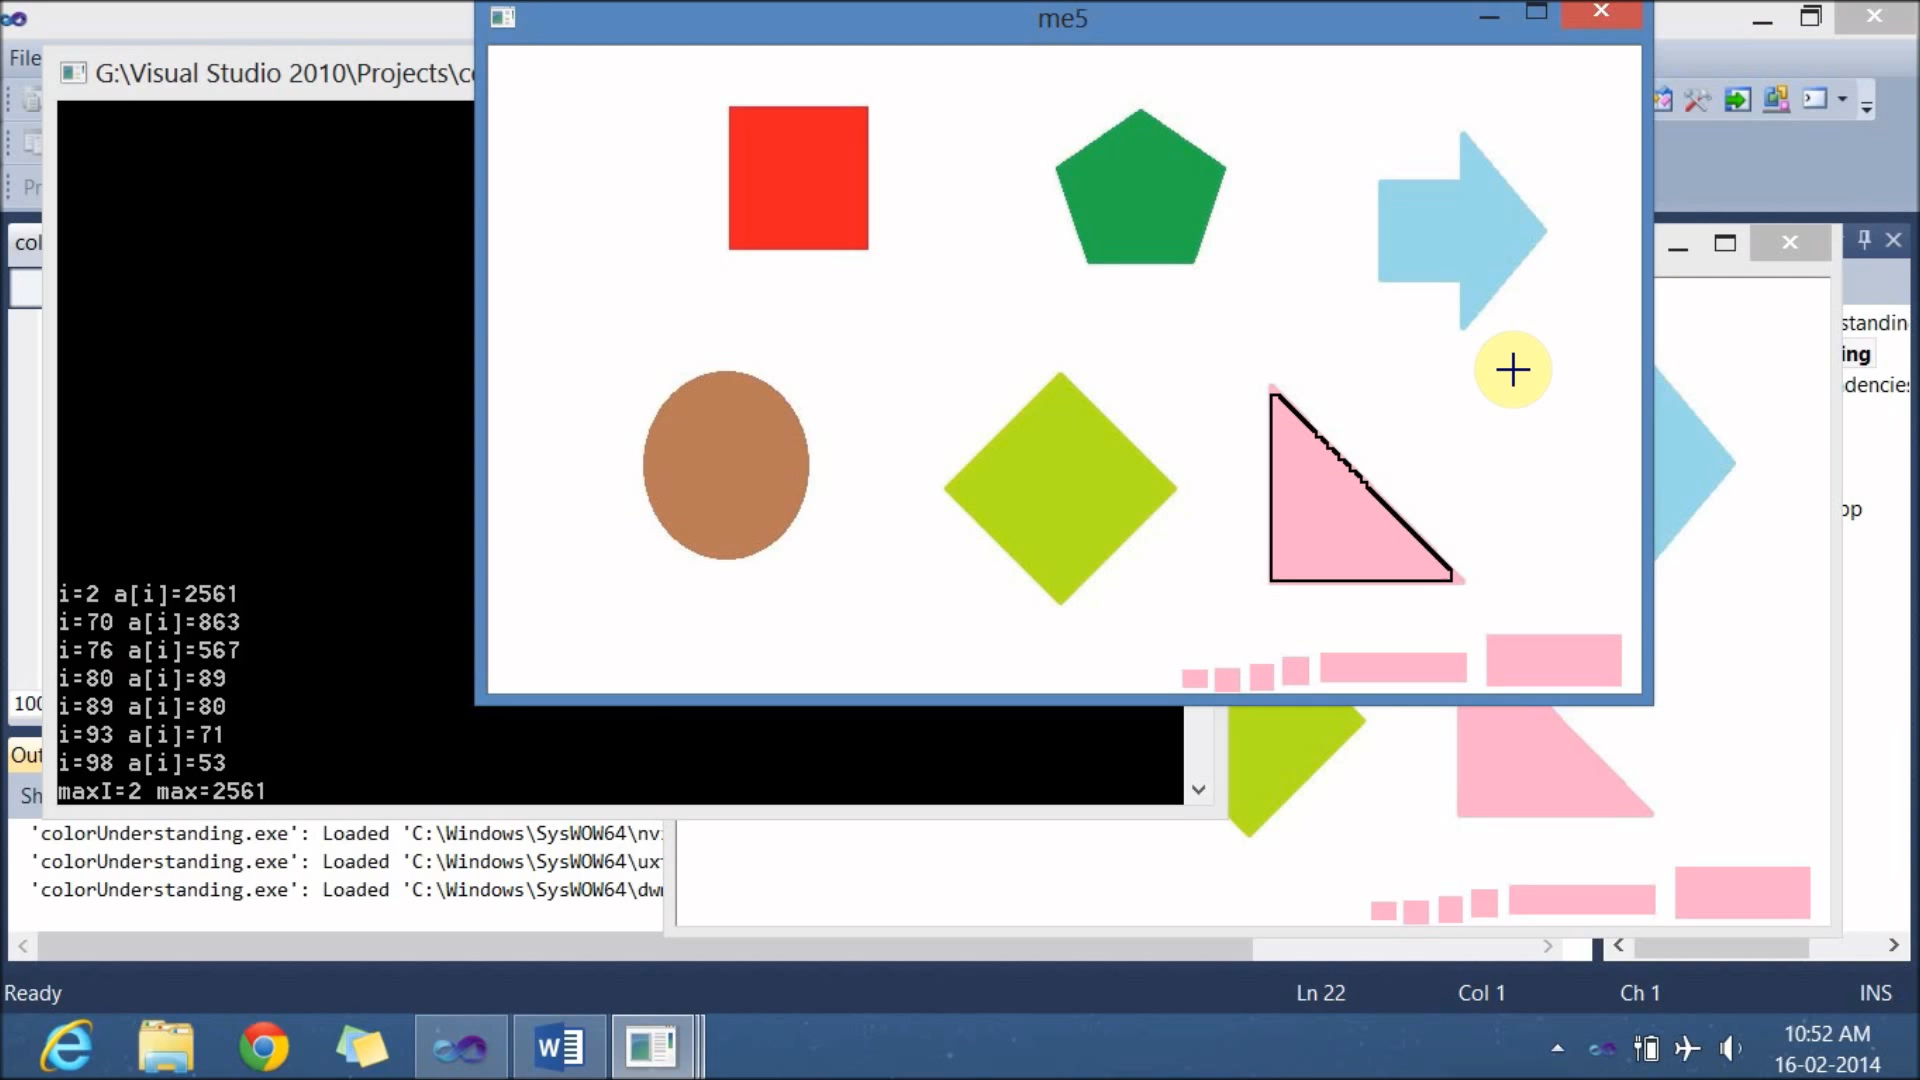 me5
File
G:\Visual Studio 2010\Projects\c
Pr
col
standin
ing
dencies
pp
i=2 a[i]=2561
i=70 a[i]=863
i=76 a[i]=567
i=80 a[i]=89
i=89 a[i]=80
i=93 a[i]=71
i=98 a[i]=53
maxI=2 max=2561
100
Out
Sh
'colorUnderstanding.exe': Loaded 'C:\Windows\SysWOW64\nv
'colorUnderstanding.exe': Loaded 'C:\Windows\SysWOW64\ux
'colorUnderstanding.exe': Loaded 'C:\Windows\SysWOW64\dw
Ready
Ln 22
Col 1
Ch 1
INS
W
10:52 AM
16-02-2014